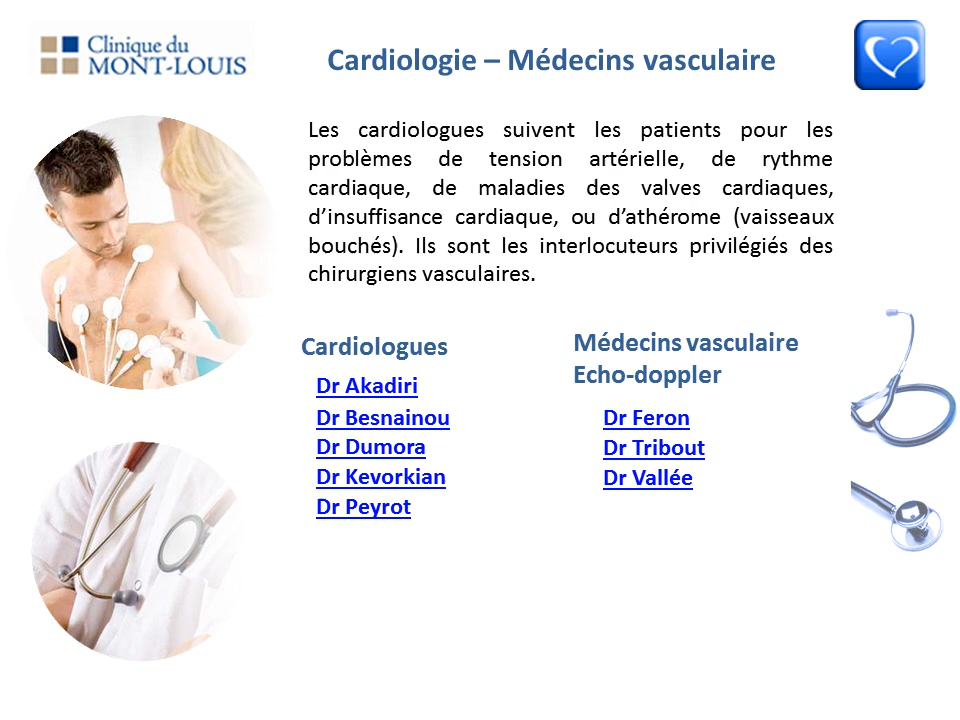 Clinique du
MONT-LOUIS
Cardiologie – Médecins vasculaire
Les cardiologues suivent les patients pour les
problèmes de tension artérielle, de rythme
cardiaque, de maladies des valves cardiaques,
d’insuffisance cardiaque, ou d’athérome (vaisseaux
bouchés). Ils sont les interlocuteurs privilégiés des
chirurgiens vasculaires.
Cardiologues
Dr Akadiri
Dr Besnainou
Dr Dumora
Dr Kevorkian
Dr Peyrot
Médecins vasculaire
Echo-doppler
Dr Feron
Dr Tribout
Dr Vallée